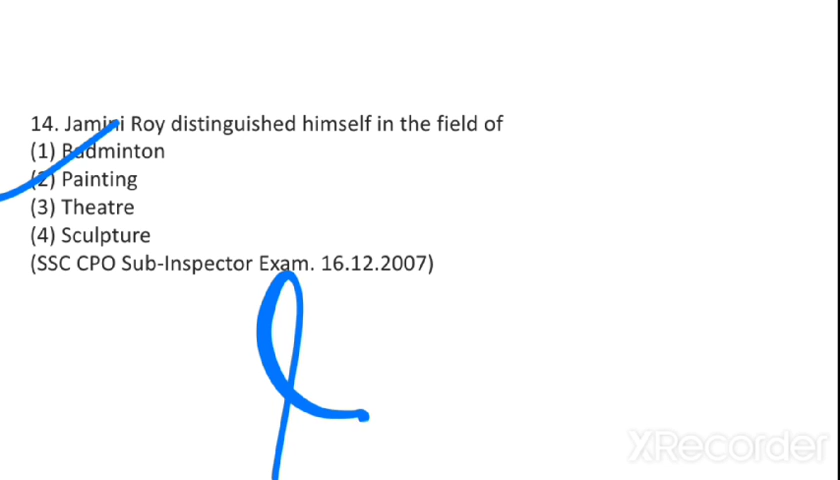 14. Jamini Roy distinguished himself in the field of
(1) Badminton
(2) Painting
(3) Theatre
(4) Sculpture
(SSC CPO Sub-Inspector Exam. 16.12.2007)
XRecorder